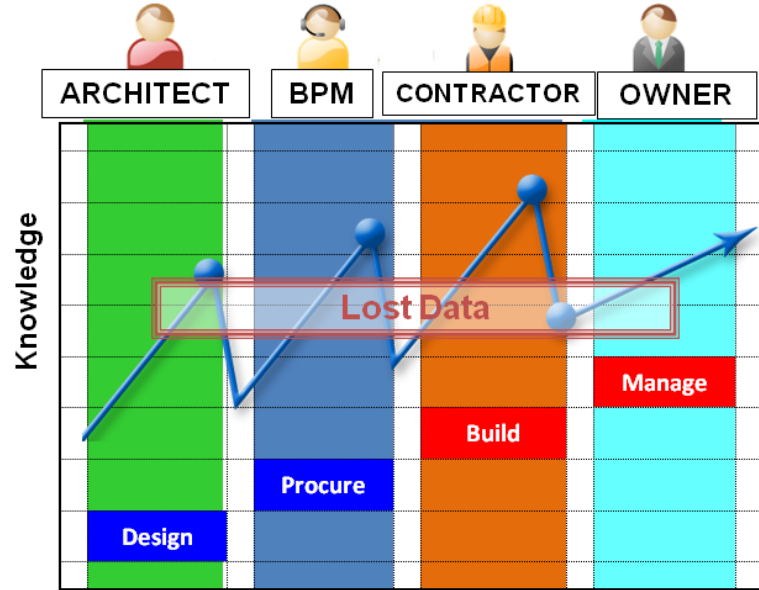 ARCHITECT
BPM
CONTRACTOR
OWNER
Knowledge
Lost Data
Manage
Build
Procure
Design